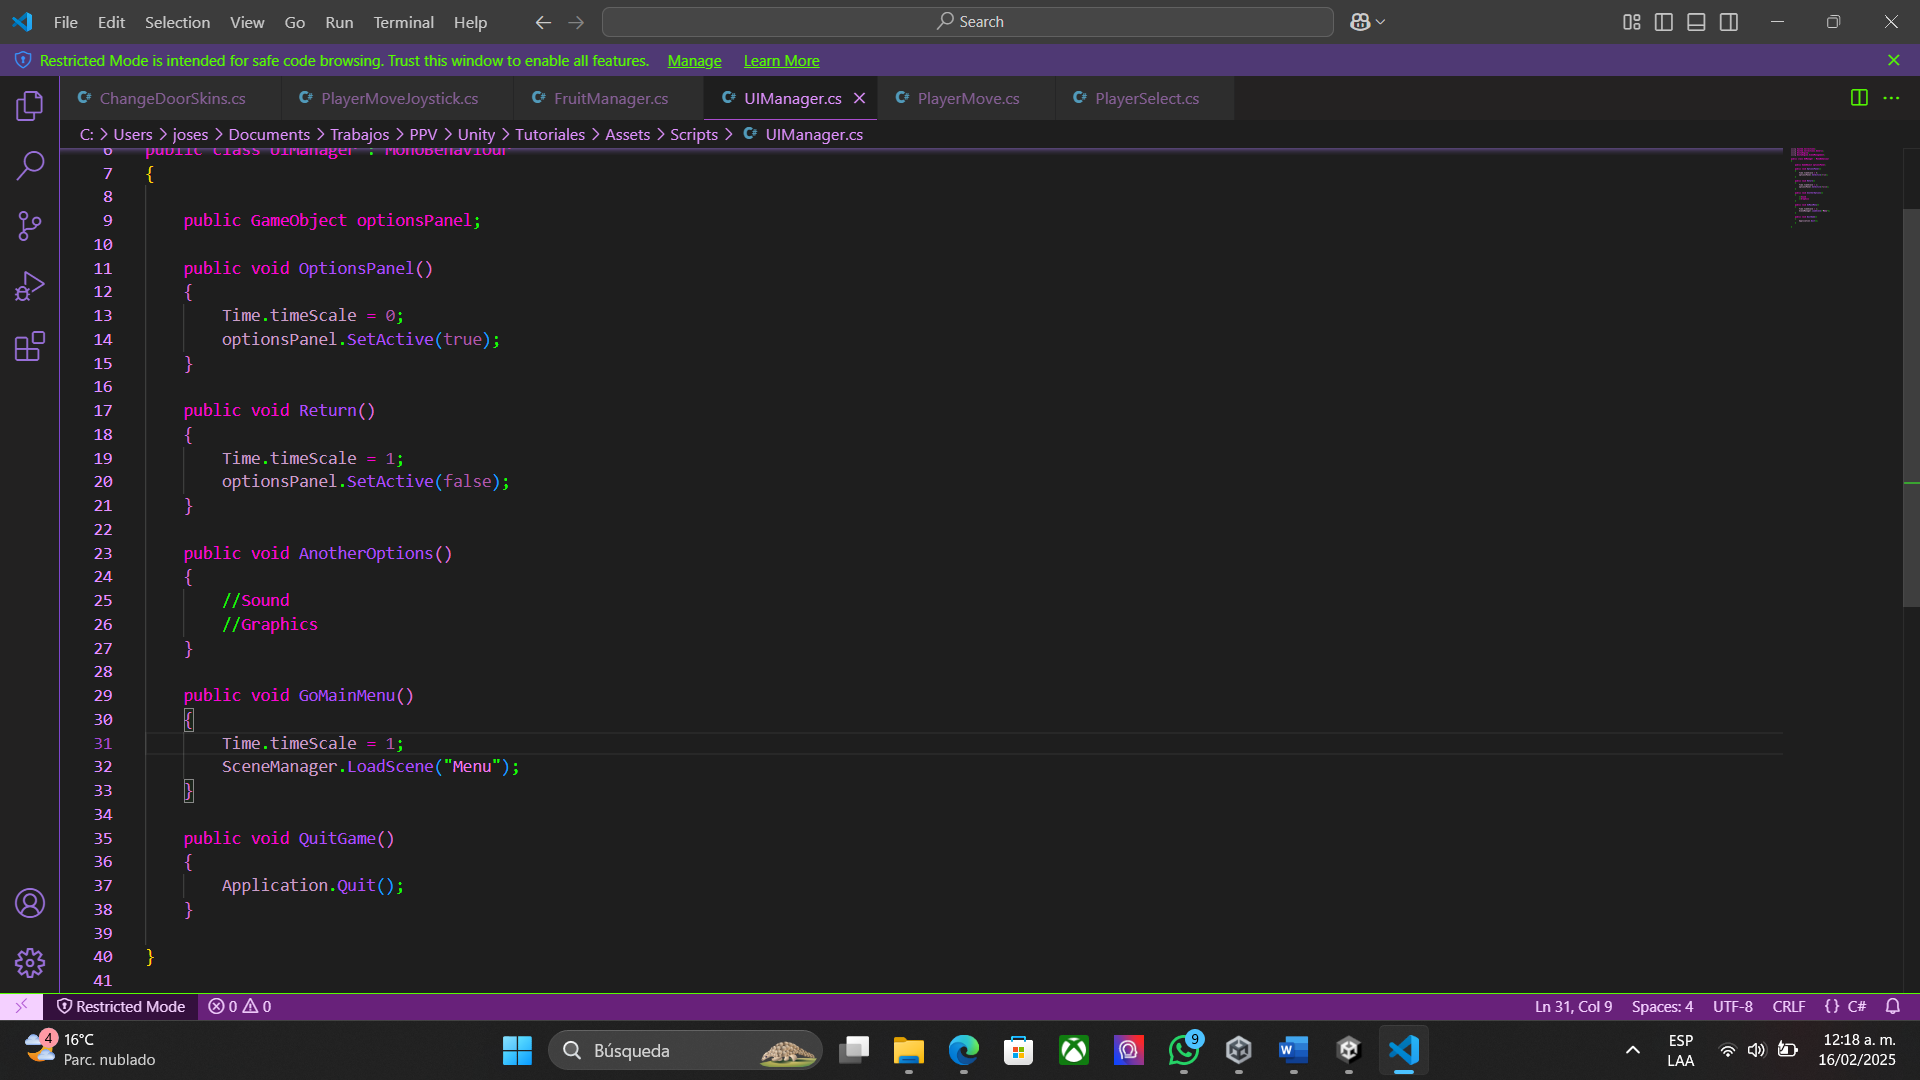 File Edit Selection View Go Run Terminal Help Search
Restricted Mode is intended for safe code browsing. Trust this window to enable all features. Manage Learn More
ChangeDoorSkins.cs PlayerMoveJoystick.cs FruitManager.cs UIManager.cs PlayerMove.cs PlayerSelect.cs
C: > Users > joses > Documents > Trabajos > PPV > Unity > Tutoriales > Assets > Scripts > UIManager.cs
6 public class UIManager : MonoBehaviour
7 {
8
9 public GameObject optionsPanel;
10
11 public void OptionsPanel()
12 {
13 Time.timeScale = 0;
14 optionsPanel.SetActive(true);
15 }
16
17 public void Return()
18 {
19 Time.timeScale = 1;
20 optionsPanel.SetActive(false);
21 }
22
23 public void AnotherOptions()
24 {
25 //Sound
26 //Graphics
27 }
28
29 public void GoMainMenu()
30 {
31 Time.timeScale = 1;
32 SceneManager.LoadScene("Menu");
33 }
34
35 public void QuitGame()
36 {
37 Application.Quit();
38 }
39
40 }
41
Restricted Mode 0 0 Ln 31, Col 9 Spaces: 4 UTF-8 CRLF {} C#
4 16°C
Parc. nublado
Búsqueda
9
ESP
LAA
12:18 a. m.
16/02/2025